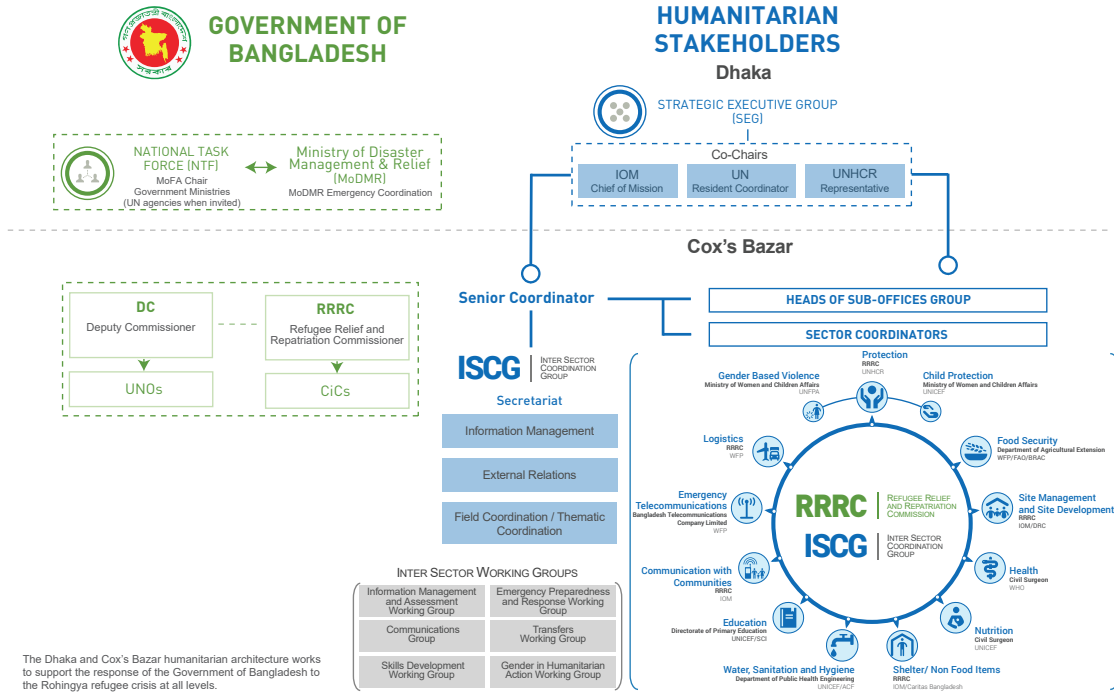 গণপ্রজাতন্ত্রী বাংলাদেশ
সরকার
GOVERNMENT OF
BANGLADESH
HUMANITARIAN
STAKEHOLDERS
Dhaka
STRATEGIC EXECUTIVE GROUP
(SEG)
NATIONAL TASK
FORCE (NTF)
MoFA Chair
Government Ministries
(UN agencies when invited)
Ministry of Disaster
Management & Relief
(MoDMR)
MoDMR Emergency Coordination
Co-Chairs
IOM
Chief of Mission
UN
Resident Coordinator
UNHCR
Representative
Cox's Bazar
DC
Deputy Commissioner
UNOs
RRRC
Refugee Relief and
Repatriation Commissioner
CiCs
Senior Coordinator
HEADS OF SUB-OFFICES GROUP
SECTOR COORDINATORS
ISCG
INTER SECTOR
COORDINATION
GROUP
Secretariat
Information Management
External Relations
Field Coordination / Thematic
Coordination
INTER SECTOR WORKING GROUPS
Information Management
and Assessment
Working Group
Emergency Preparedness
and Response Working
Group
Communications
Group
Transfers
Working Group
Skills Development
Working Group
Gender in Humanitarian
Action Working Group
Protection
RRRC
UNHCR
Gender Based Violence
Ministry of Women and Children Affairs
UNFPA
Child Protection
Ministry of Women and Children Affairs
UNICEF
Logistics
RRRC
WFP
Food Security
Department of Agricultural Extension
WFP/FAO/BRAC
Emergency
Telecommunications
Bangladesh Telecommunications
Company Limited
WFP
Site Management
and Site Development
RRRC
IOM/DRC
RRRC
REFUGEE RELIEF
AND REPATRIATION
COMMISSION
ISCG
INTER SECTOR
COORDINATION
GROUP
Communication with
Communities
RRRC
IOM
Health
Civil Surgeon
WHO
Education
Directorate of Primary Education
UNICEF/SCI
Nutrition
Civil Surgeon
UNICEF
Water, Sanitation and Hygiene
Department of Public Health Engineering
UNICEF/ACF
Shelter/ Non Food Items
RRRC
IOM/Caritas Bangladesh
The Dhaka and Cox's Bazar humanitarian architecture works
to support the response of the Government of Bangladesh to
the Rohingya refugee crisis at all levels.